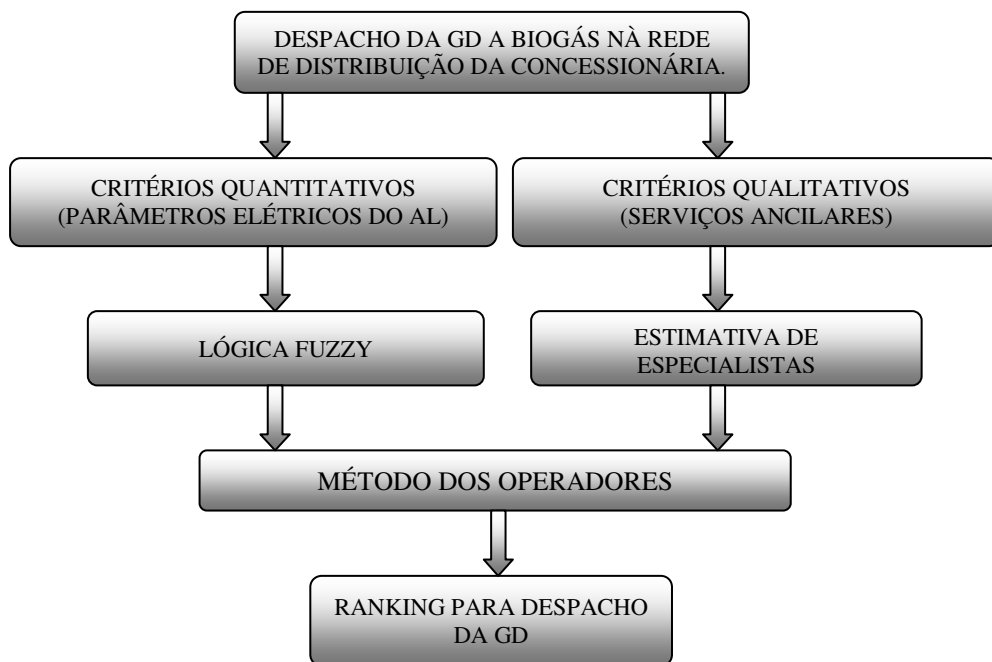 DESPACHO DA GD A BIOGÁS NÀ REDE
DE DISTRIBUIÇÃO DA CONCESSIONÁRIA.
CRITÉRIOS QUANTITATIVOS
(PARÂMETROS ELÉTRICOS DO AL)
CRITÉRIOS QUALITATIVOS
(SERVIÇOS ANCILARES)
LÓGICA FUZZY
ESTIMATIVA DE
ESPECIALISTAS
MÉTODO DOS OPERADORES
RANKING PARA DESPACHO
DA GD